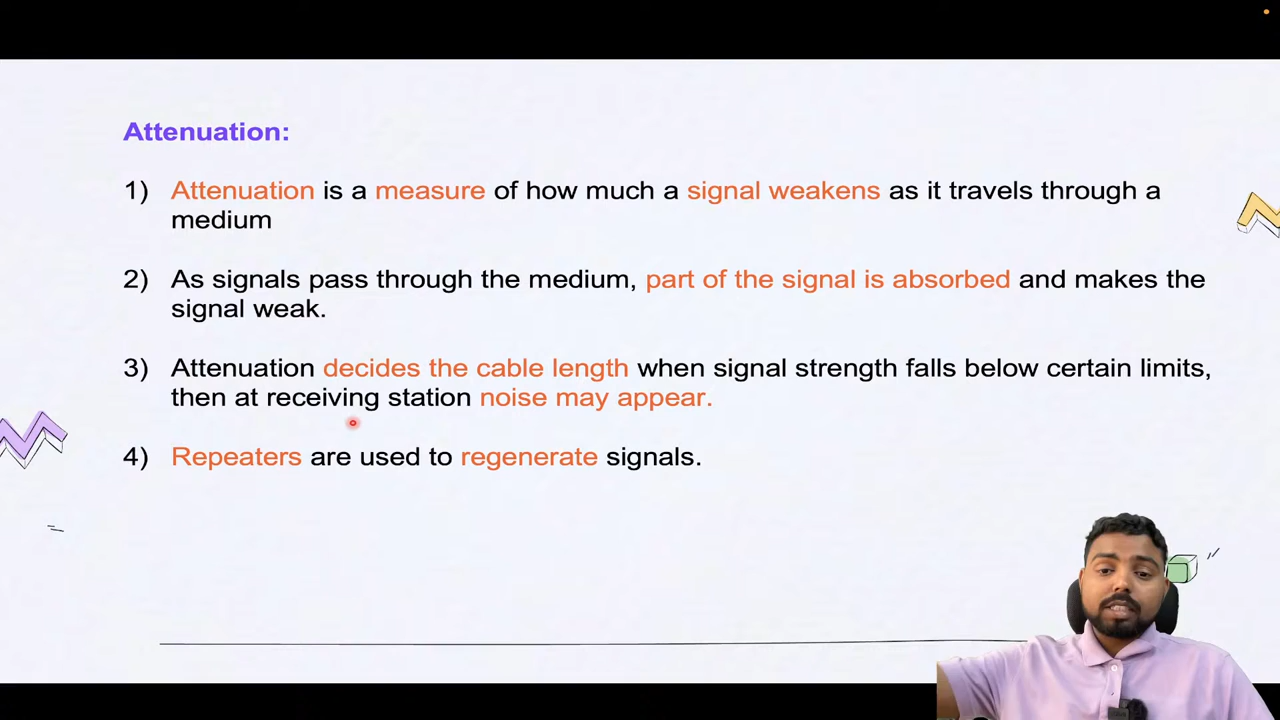 Attenuation:
1) Attenuation is a measure of how much a signal weakens as it travels through a
medium
2) As signals pass through the medium, part of the signal is absorbed and makes the
signal weak.
3) Attenuation decides the cable length when signal strength falls below certain limits,
then at receiving station noise may appear.
4) Repeaters are used to regenerate signals.